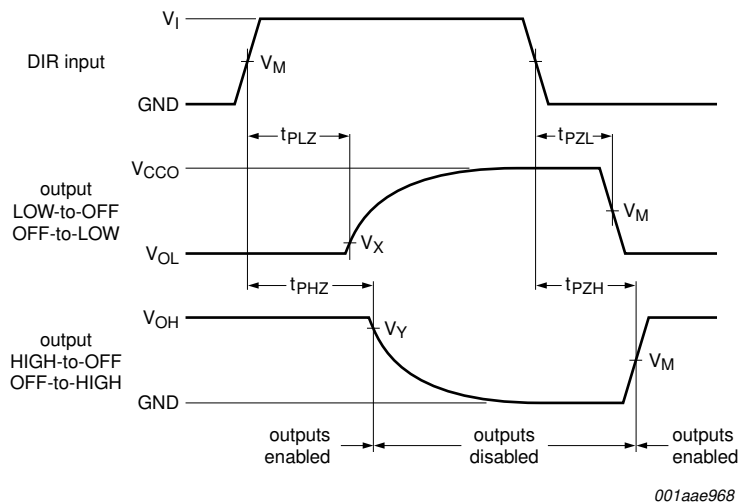 V_I
DIR input
V_M
GND
t_PLZ
t_PZL
V_CCO
output
LOW-to-OFF
OFF-to-LOW
V_M
V_X
V_OL
t_PHZ
t_PZH
V_OH
V_Y
output
HIGH-to-OFF
OFF-to-HIGH
V_M
GND
outputs
enabled
outputs
disabled
outputs
enabled
001aae968